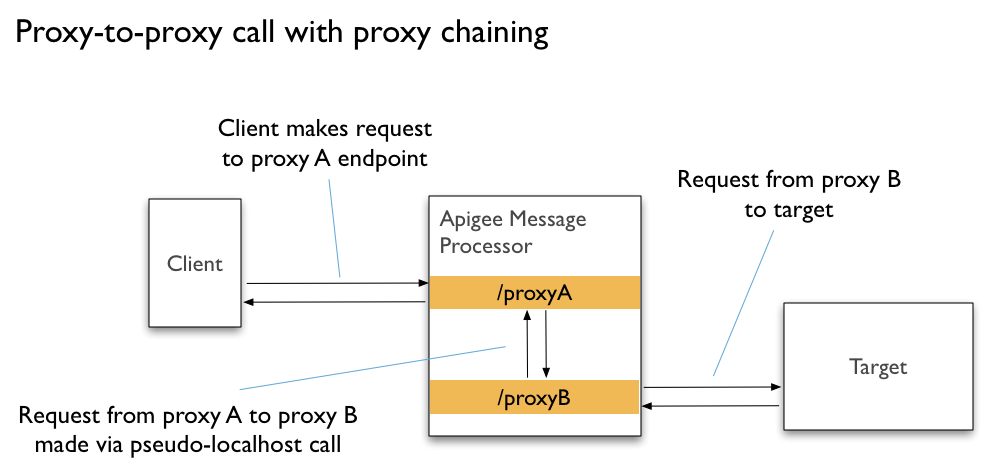 Proxy-to-proxy call with proxy chaining
Client makes request
to proxy A endpoint
Request from proxy B
to target
Client
Apigee Message
Processor
/proxyA
/proxyB
Target
Request from proxy A to proxy B
made via pseudo-localhost call